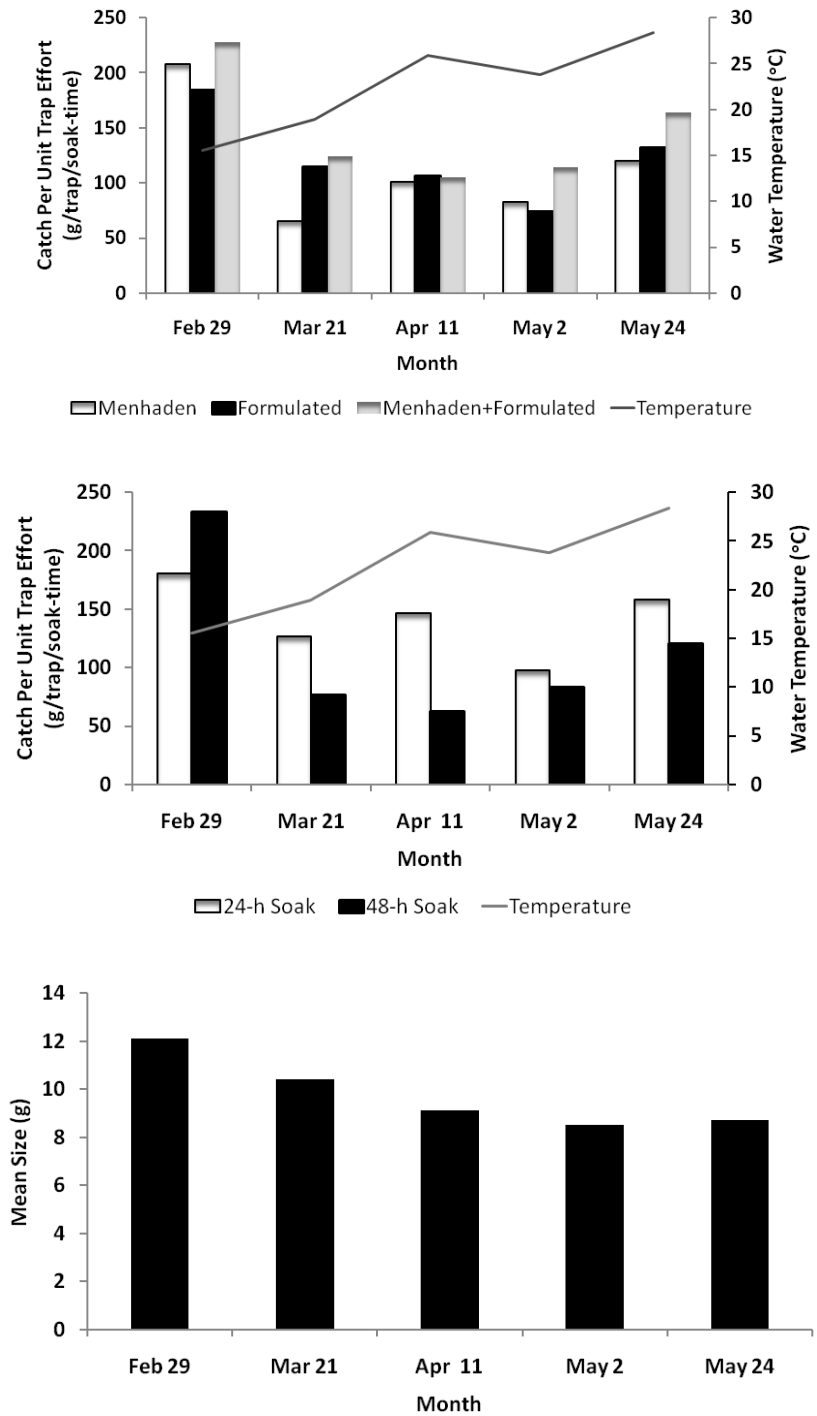 250
200
150
100
50
0
Catch Per Unit Trap Effort
(g/trap/soak-time)
30
25
20
15
10
5
0
Water Temperature (°C)
Feb 29 Mar 21 Apr 11 May 2 May 24
Month
Menhaden Formulated Menhaden+Formulated Temperature
250
200
150
100
50
0
Catch Per Unit Trap Effort
(g/trap/soak-time)
30
25
20
15
10
5
0
Water Temperature (°C)
Feb 29 Mar 21 Apr 11 May 2 May 24
Month
24-h Soak 48-h Soak Temperature
14
12
10
8
6
4
2
0
Mean Size (g)
Feb 29 Mar 21 Apr 11 May 2 May 24
Month